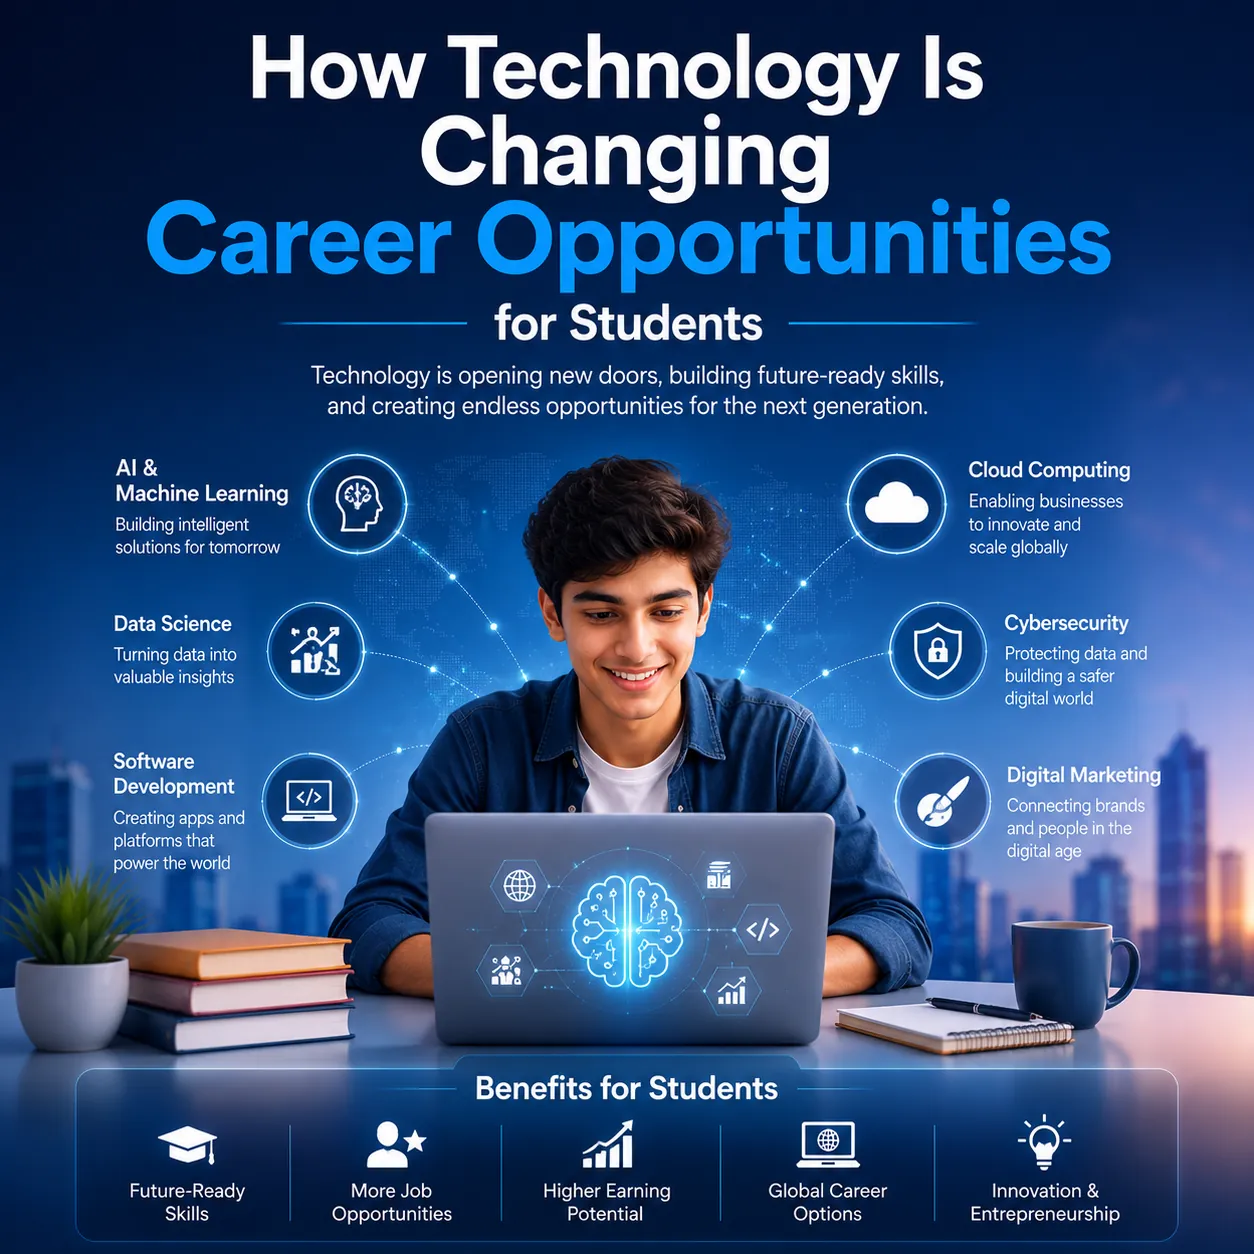 How Technology Is
Changing
Career Opportunities
for Students
Technology is opening new doors, building future-ready skills,
and creating endless opportunities for the next generation.
AI &
Machine Learning
Building intelligent
solutions for tomorrow
Data Science
Turning data into
valuable insights
Software
Development
Creating apps and
platforms that
power the world
Cloud Computing
Enabling businesses
to innovate and
scale globally
Cybersecurity
Protecting data and
building a safer
digital world
Digital Marketing
Connecting brands
and people in the
digital age
</>
</>
Benefits for Students
Future-Ready
Skills
More Job
Opportunities
Higher Earning
Potential
Global Career
Options
Innovation &
Entrepreneurship